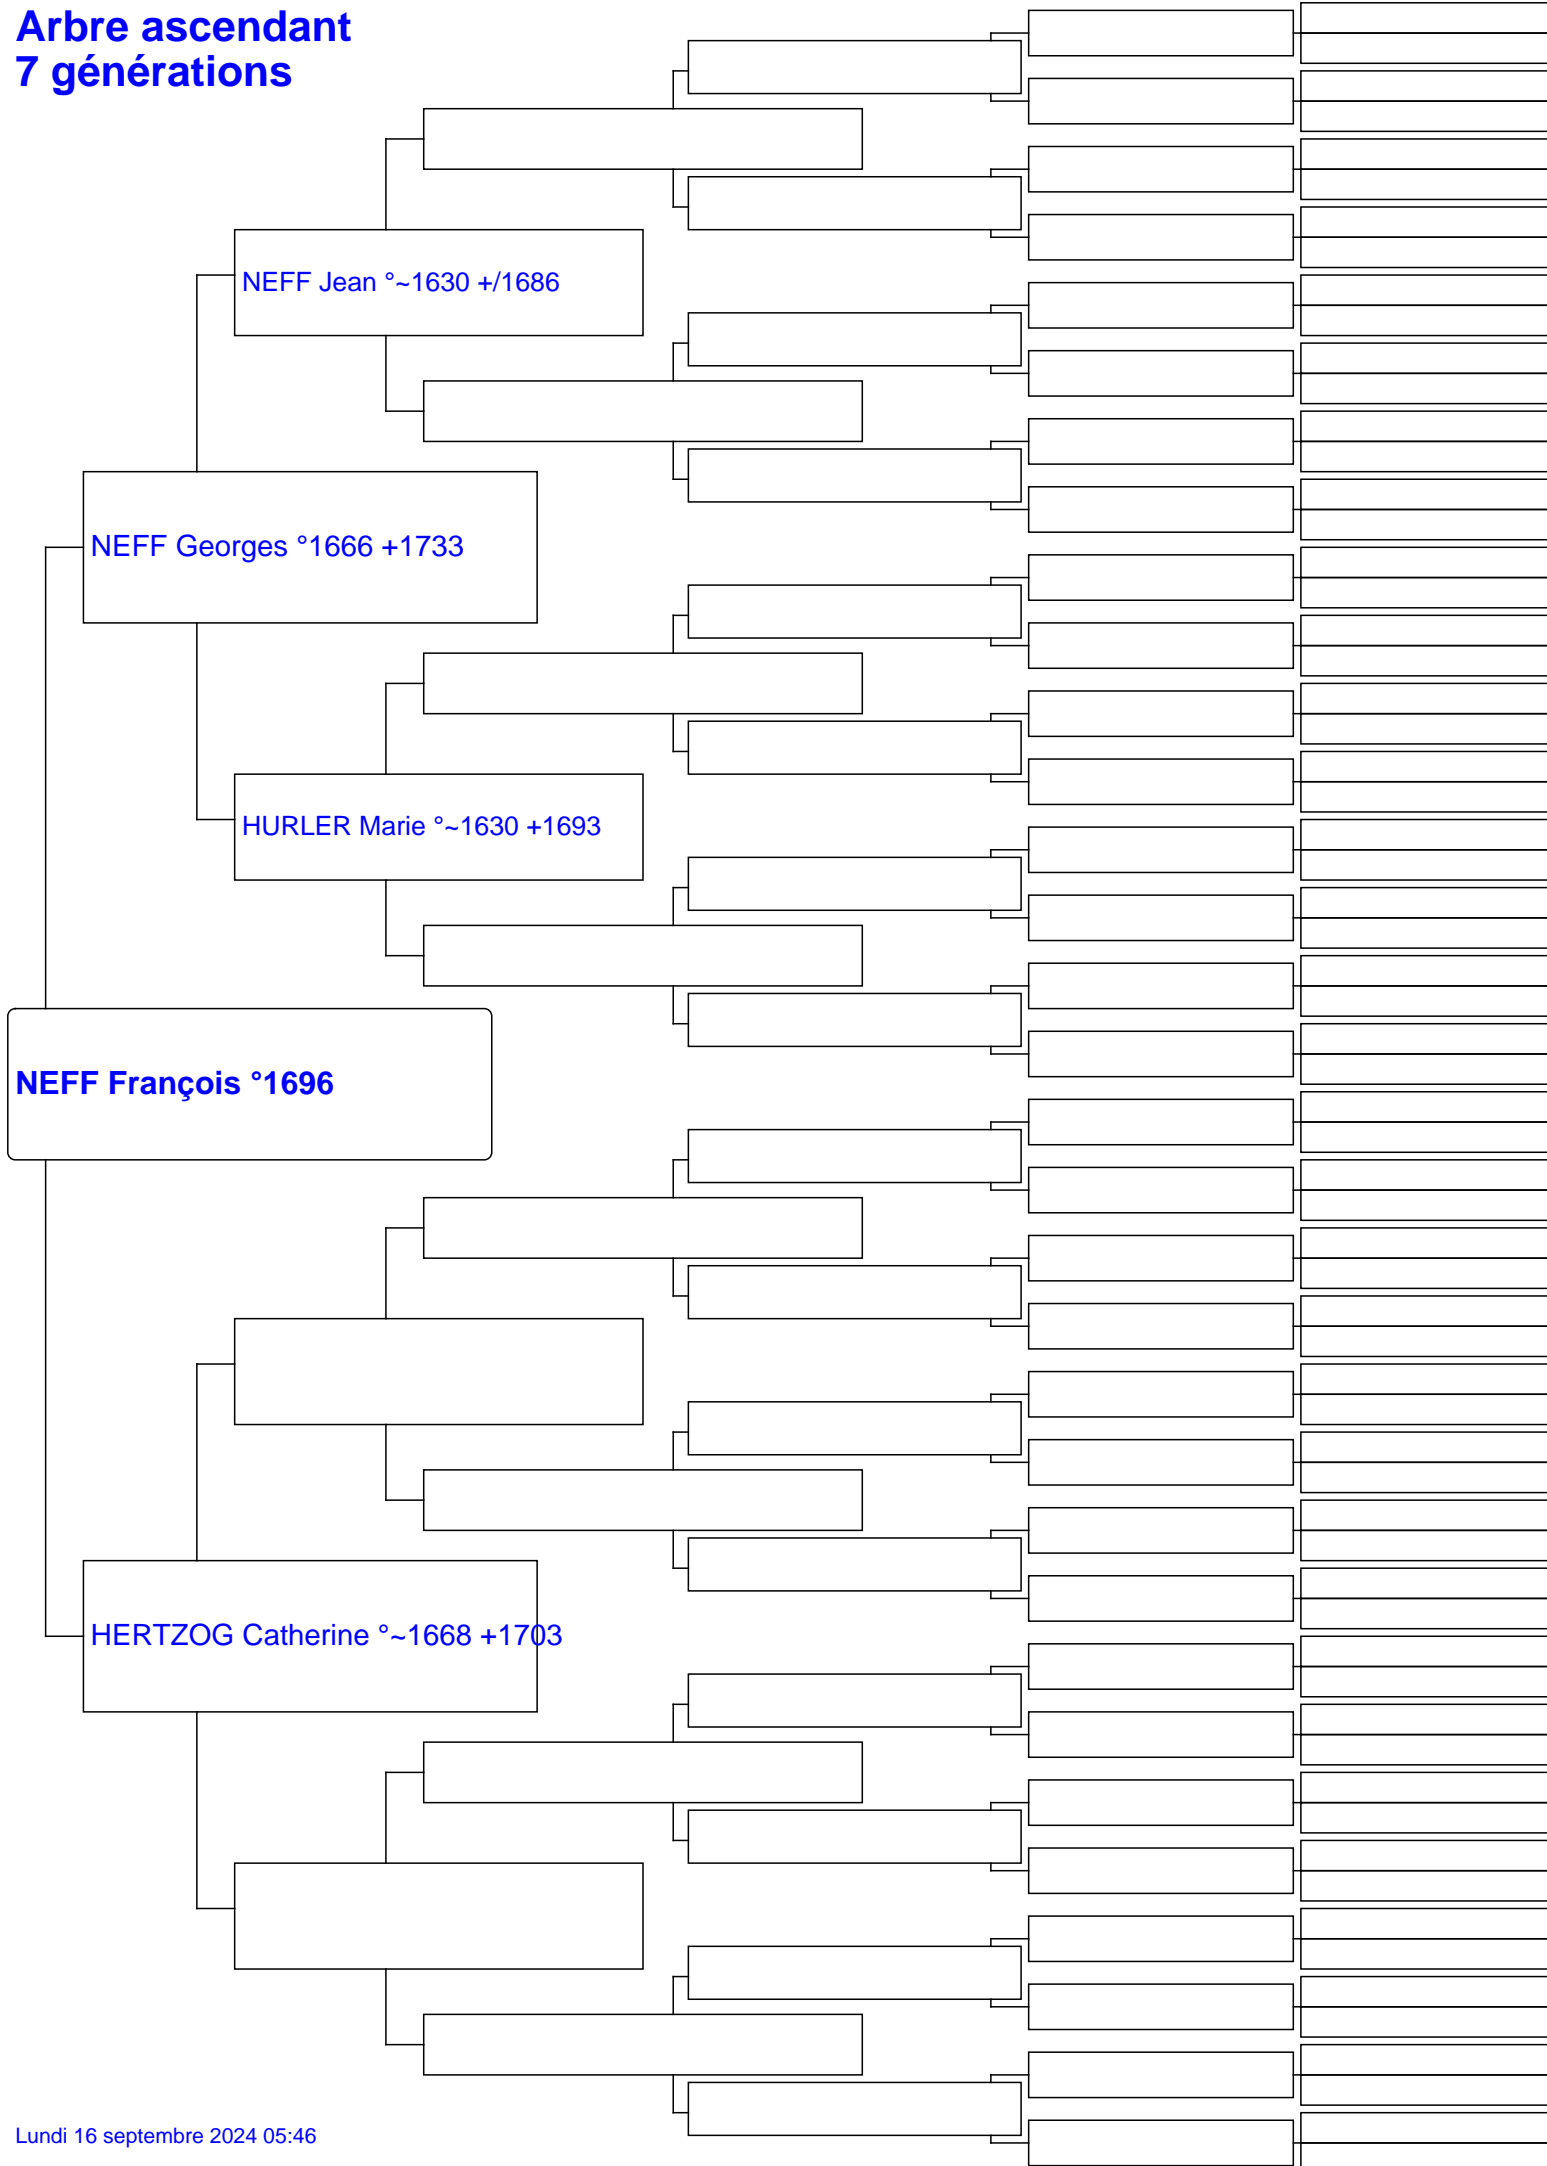 Arbre ascendant
7 générations
NEFF Jean °~1630 +/1686
NEFF Georges °1666 +1733
HURLER Marie °~1630 +1693
NEFF François °1696
HERTZOG Catherine °~1668 +1703
Lundi 16 septembre 2024 05:46